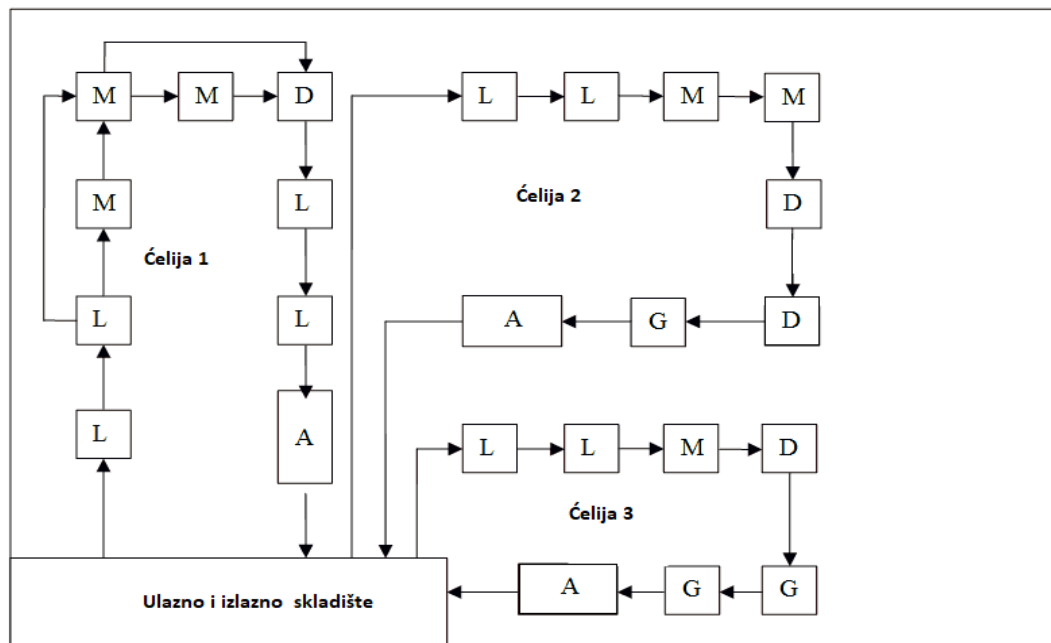 M M D L L M M
M L Ćelija 2 D
Ćelija 1
L L A G D
L A L L M D
Ćelija 3
Ulazno i izlazno skladište A G G